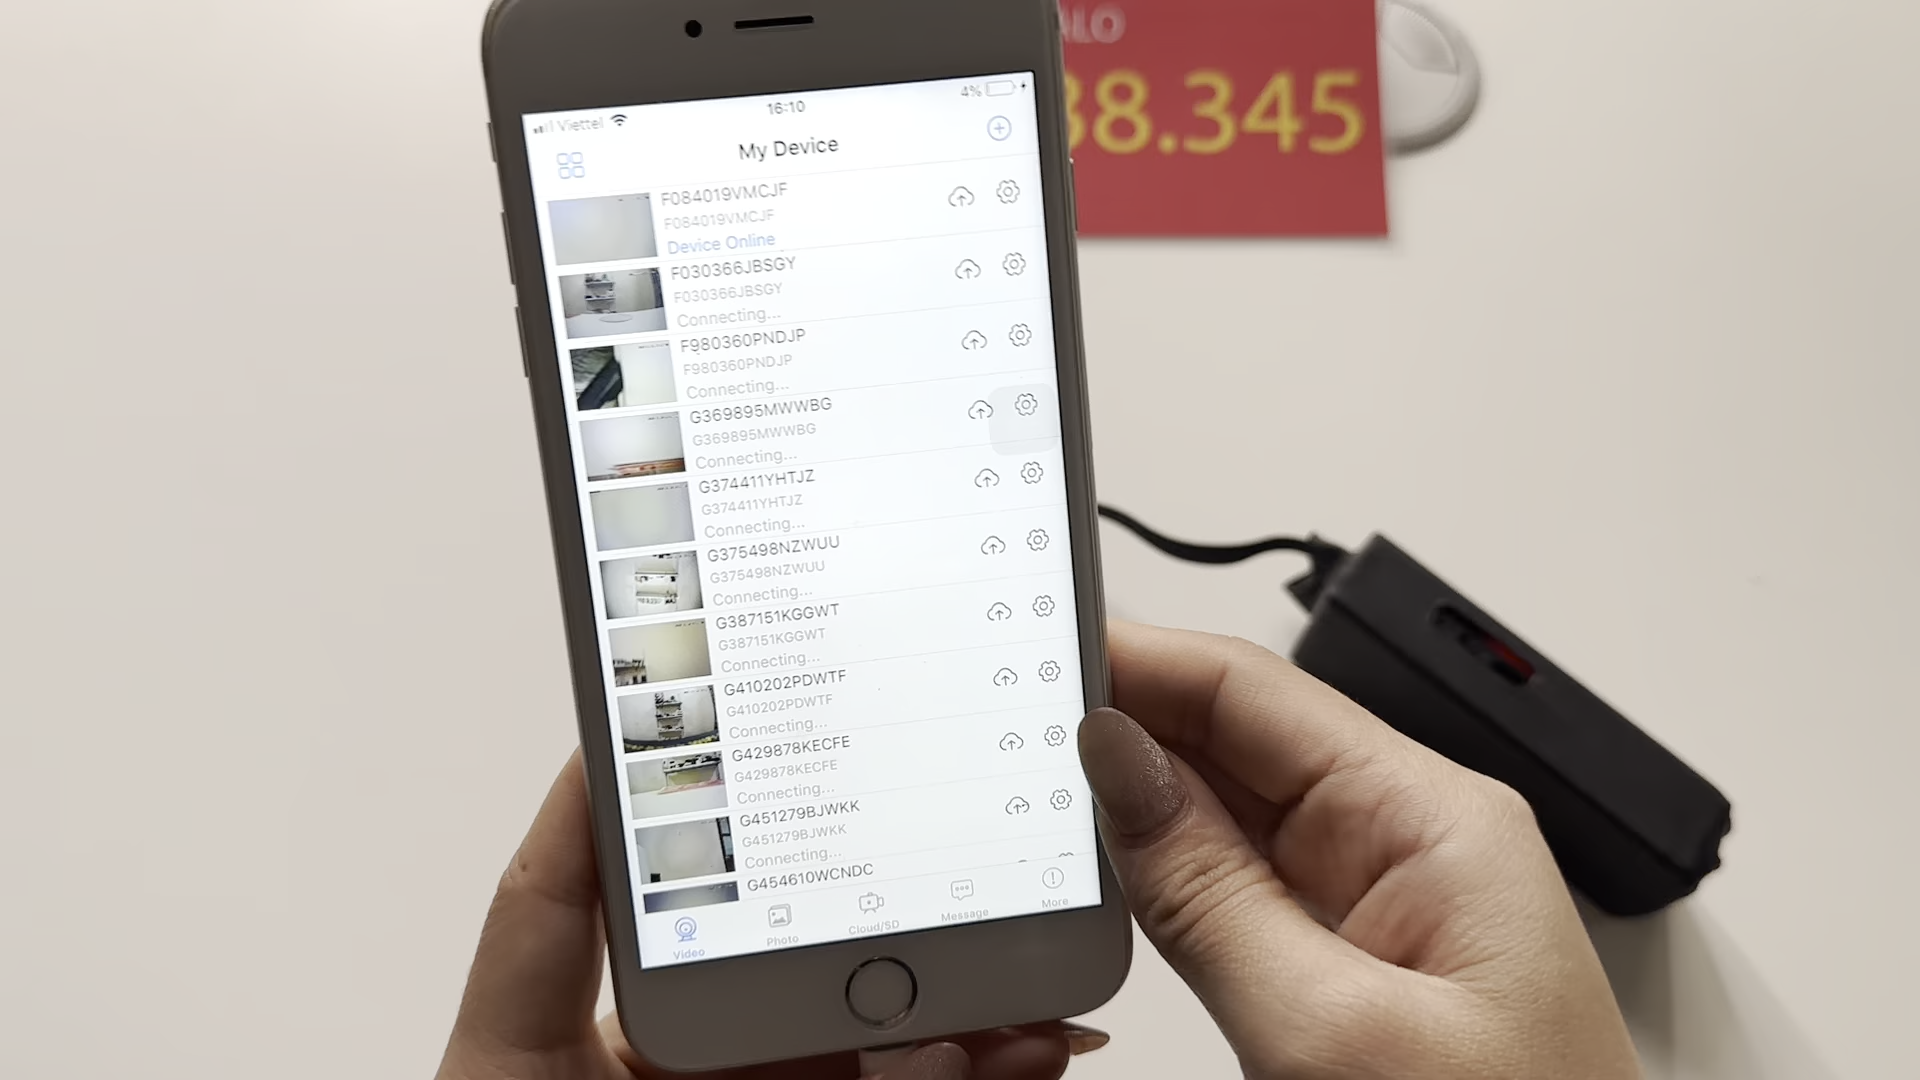 ALO
38.345
Viettel
16:10
4%
My Device
F084019VMCJF
F084019VMCJF
Device Online
F030366JBSGY
F030366JBSGY
Connecting...
F980360PNDJP
F980360PNDJP
Connecting...
G369895MWWBG
G369895MWWBG
Connecting...
G374411YHTJZ
G374411YHTJZ
Connecting...
G375498NZWUU
G375498NZWUU
Connecting...
G387151KGGWT
G387151KGGWT
Connecting...
G410202PDWTF
G410202PDWTF
Connecting...
G429878KECFE
G429878KECFE
Connecting...
G451279BJWKK
G451279BJWKK
Connecting...
G454610WCNDC
Video
Photo
Cloud/SD
Message
More